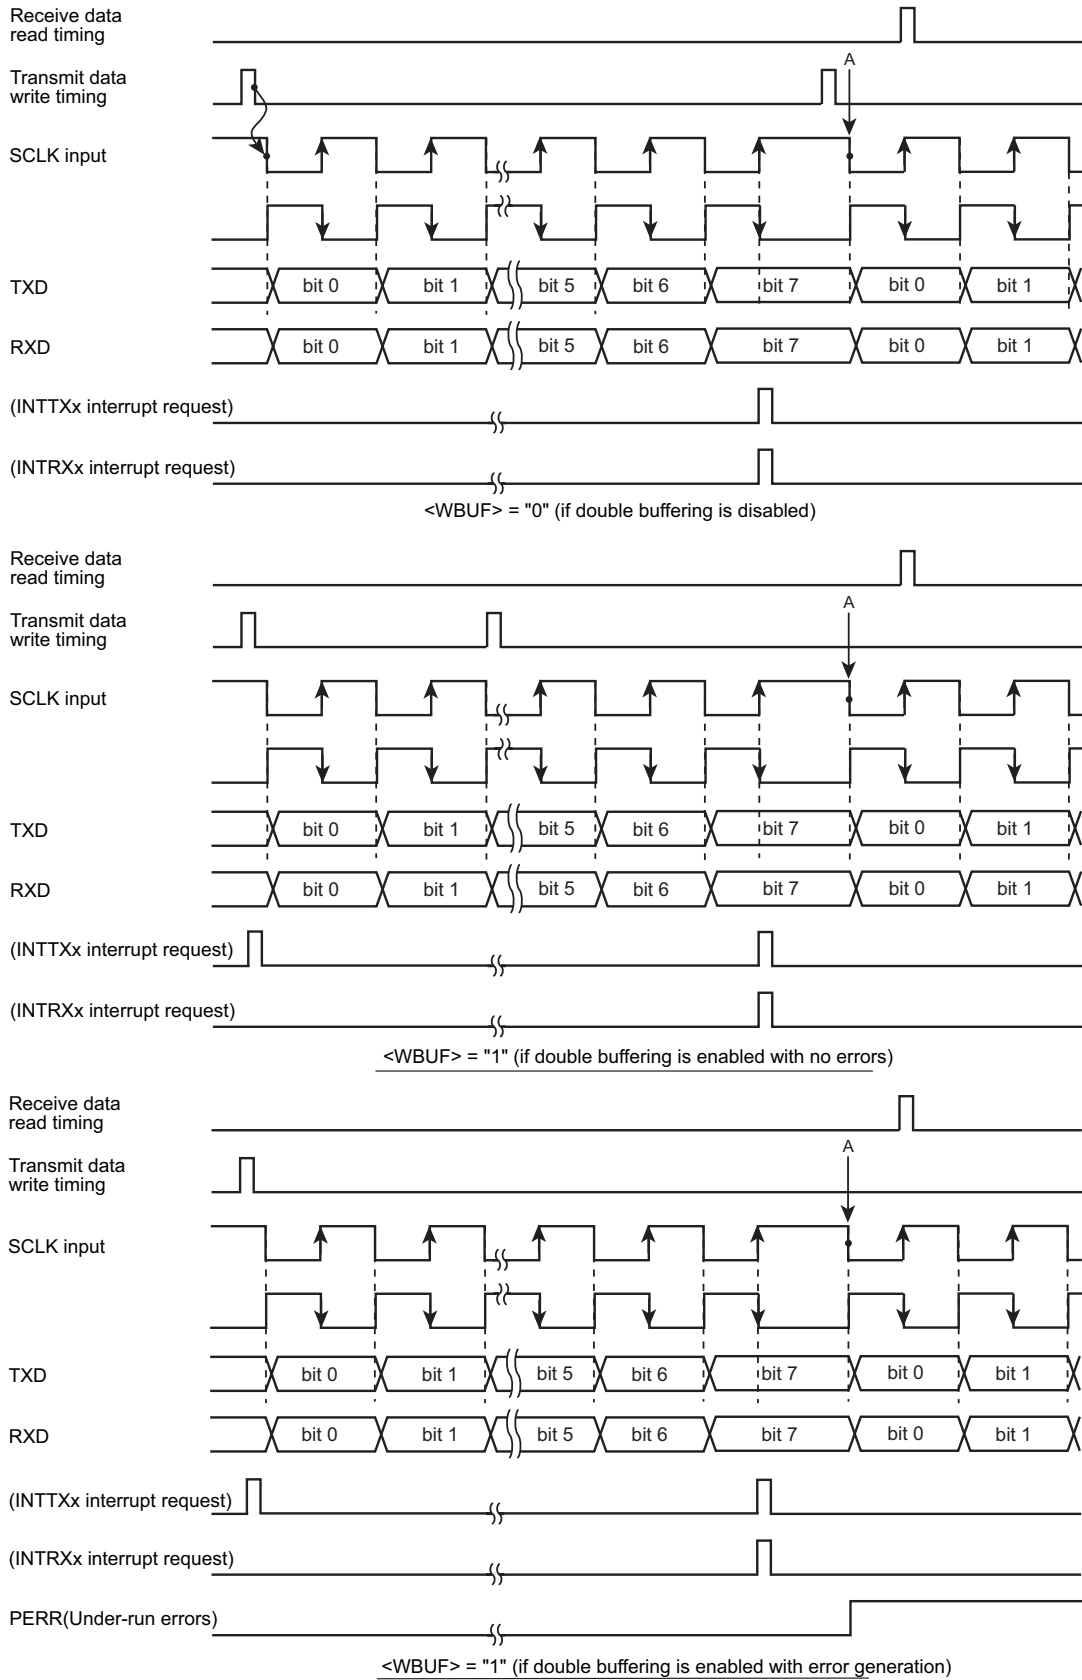 Receive data
read timing
A
Transmit data
write timing
SCLK input
TXD bit 0 bit 1 bit 5 bit 6 bit 7 bit 0 bit 1
RXD bit 0 bit 1 bit 5 bit 6 bit 7 bit 0 bit 1
(INTTXx interrupt request)
(INTRXx interrupt request)
<WBUF> = "0" (if double buffering is disabled)
Receive data
read timing
A
Transmit data
write timing
SCLK input
TXD bit 0 bit 1 bit 5 bit 6 bit 7 bit 0 bit 1
RXD bit 0 bit 1 bit 5 bit 6 bit 7 bit 0 bit 1
(INTTXx interrupt request)
(INTRXx interrupt request)
<WBUF> = "1" (if double buffering is enabled with no errors)
Receive data
read timing
A
Transmit data
write timing
SCLK input
TXD bit 0 bit 1 bit 5 bit 6 bit 7 bit 0 bit 1
RXD bit 0 bit 1 bit 5 bit 6 bit 7 bit 0 bit 1
(INTTXx interrupt request)
(INTRXx interrupt request)
PERR(Under-run errors)
<WBUF> = "1" (if double buffering is enabled with error generation)